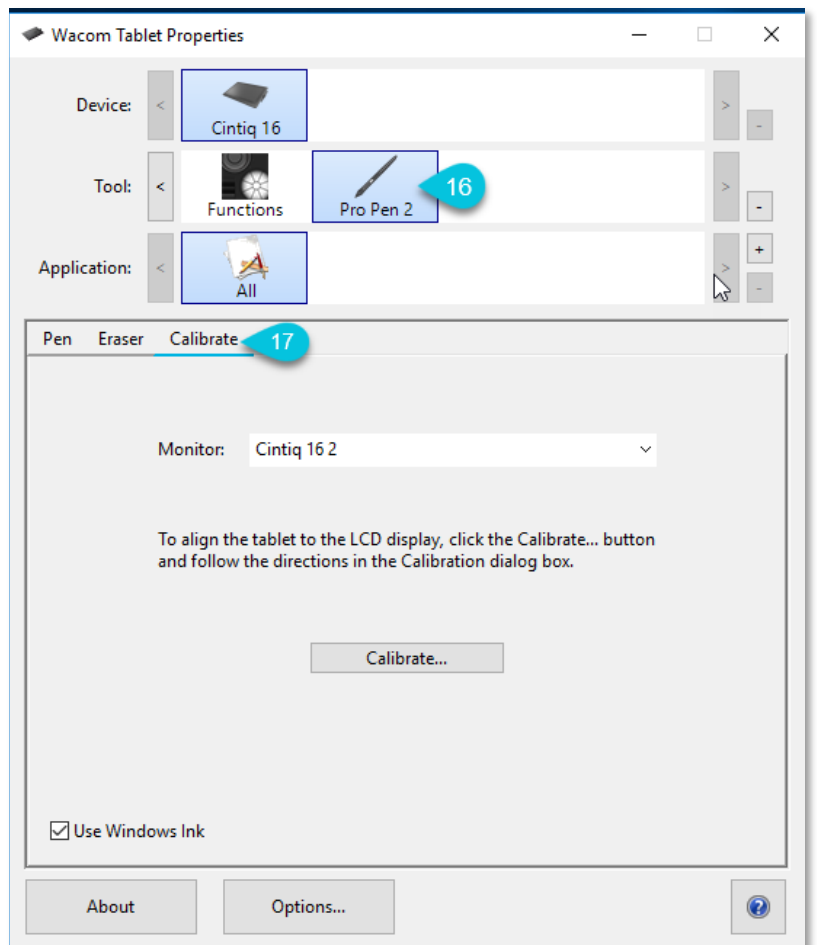 Wacom Tablet Properties
Device:
<
Cintiq 16
>
-
Tool:
<
Functions
Pro Pen 2
16
>
-
Application:
<
All
>
+
-
Pen Eraser Calibrate 17
Monitor: Cintiq 16 2
To align the tablet to the LCD display, click the Calibrate... button
and follow the directions in the Calibration dialog box.
Calibrate...
Use Windows Ink
About Options... ?